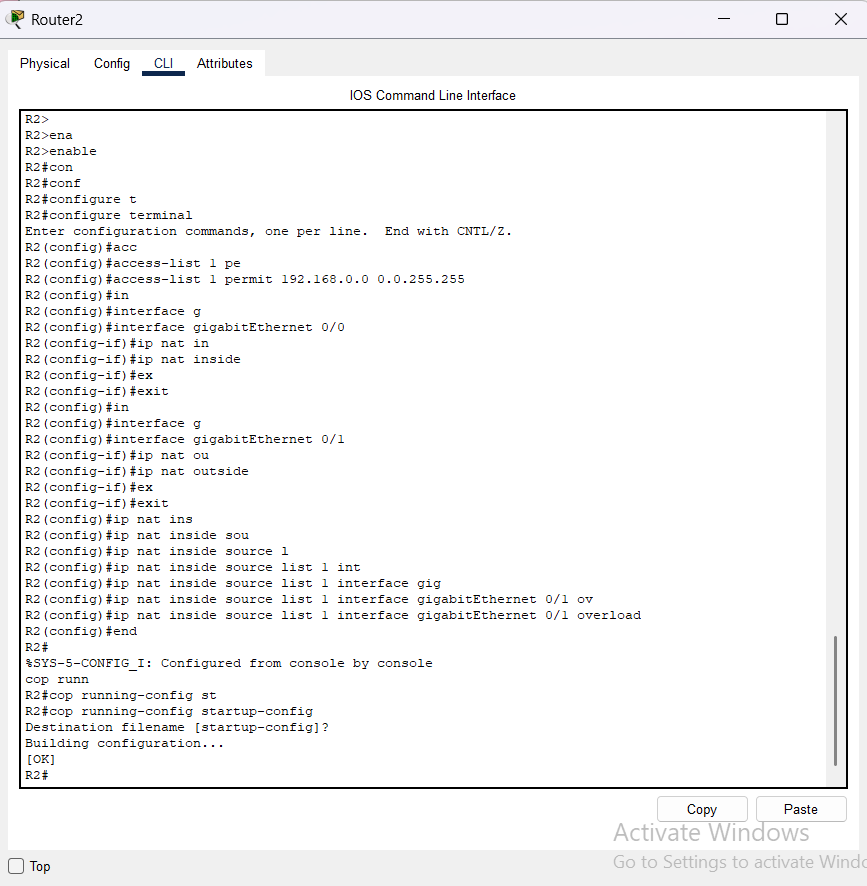 Router2
Physical Config CLI Attributes
IOS Command Line Interface
R2>
R2>ena
R2>enable
R2#con
R2#conf
R2#configure t
R2#configure terminal
Enter configuration commands, one per line.  End with CNTL/Z.
R2(config)#acc
R2(config)#access-list 1 pe
R2(config)#access-list 1 permit 192.168.0.0 0.0.255.255
R2(config)#in
R2(config)#interface g
R2(config)#interface gigabitEthernet 0/0
R2(config-if)#ip nat in
R2(config-if)#ip nat inside
R2(config-if)#ex
R2(config-if)#exit
R2(config)#in
R2(config)#interface g
R2(config)#interface gigabitEthernet 0/1
R2(config-if)#ip nat ou
R2(config-if)#ip nat outside
R2(config-if)#ex
R2(config-if)#exit
R2(config)#ip nat ins
R2(config)#ip nat inside sou
R2(config)#ip nat inside source l
R2(config)#ip nat inside source list 1 int
R2(config)#ip nat inside source list 1 interface gig
R2(config)#ip nat inside source list 1 interface gigabitEthernet 0/1 ov
R2(config)#ip nat inside source list 1 interface gigabitEthernet 0/1 overload
R2(config)#end
R2#
%SYS-5-CONFIG_I: Configured from console by console
cop runn
R2#cop running-config st
R2#cop running-config startup-config
Destination filename [startup-config]?
Building configuration...
[OK]
R2#
Copy Paste
Activate Windows
Go to Settings to activate Windo
Top